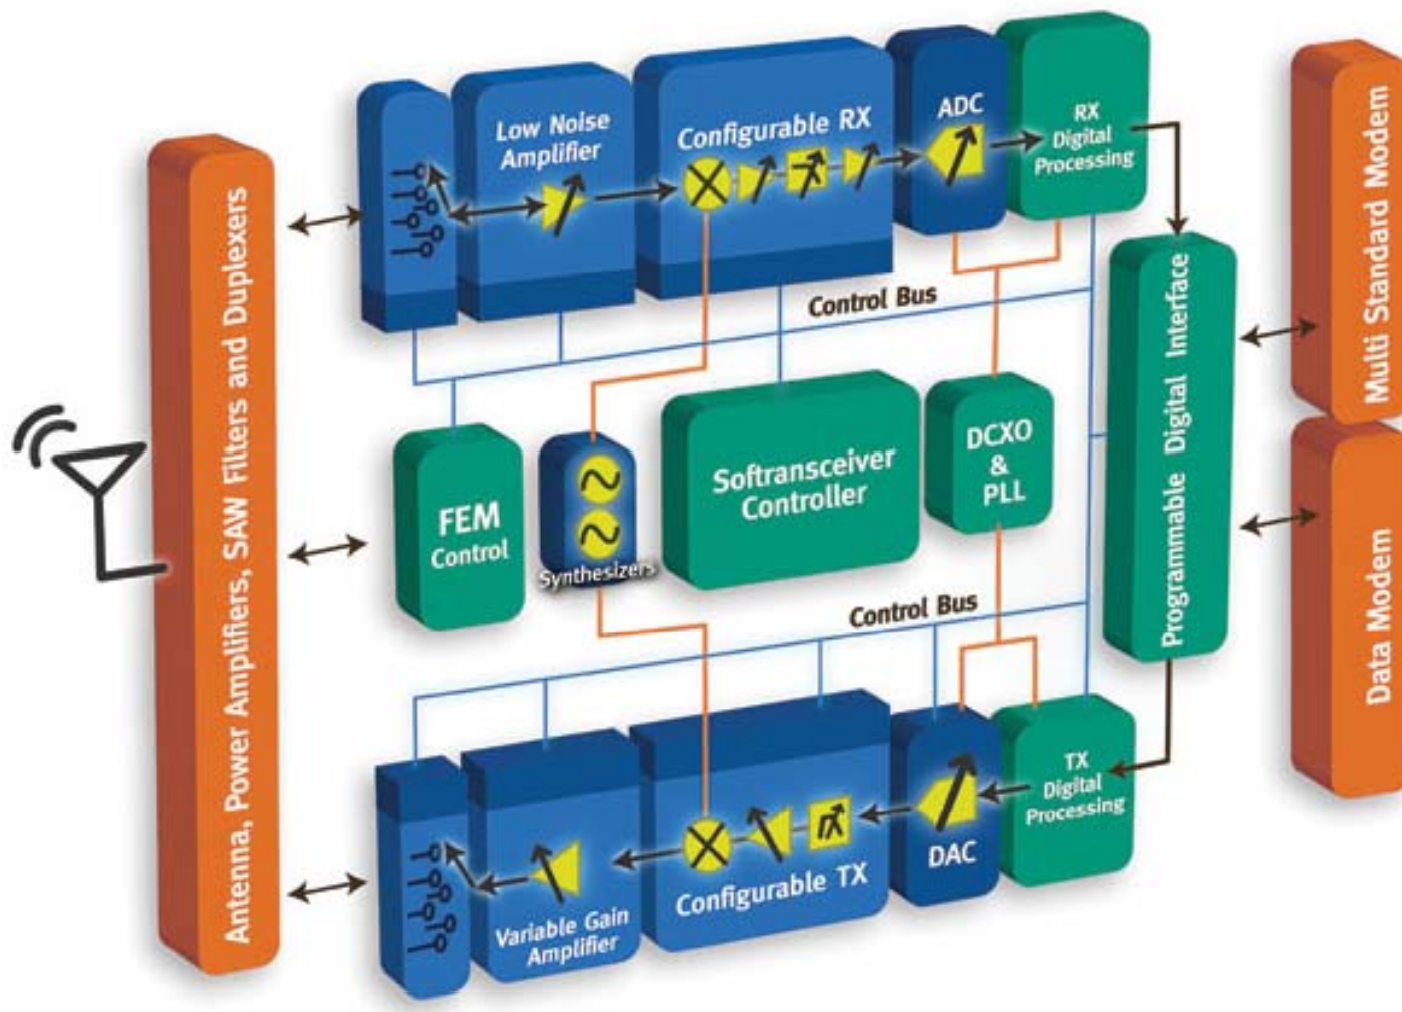 Antenna, Power Amplifiers, SAW Filters and Duplexers
Low Noise
Amplifier
Configurable RX
ADC
RX
Digital
Processing
Control Bus
Programmable Digital Interface
Multi Standard Modem
Data Modem
FEM
Control
Synthesizers
Softransceiver
Controller
DCXO
&
PLL
Control Bus
Variable Gain
Amplifier
Configurable TX
DAC
TX
Digital
Processing